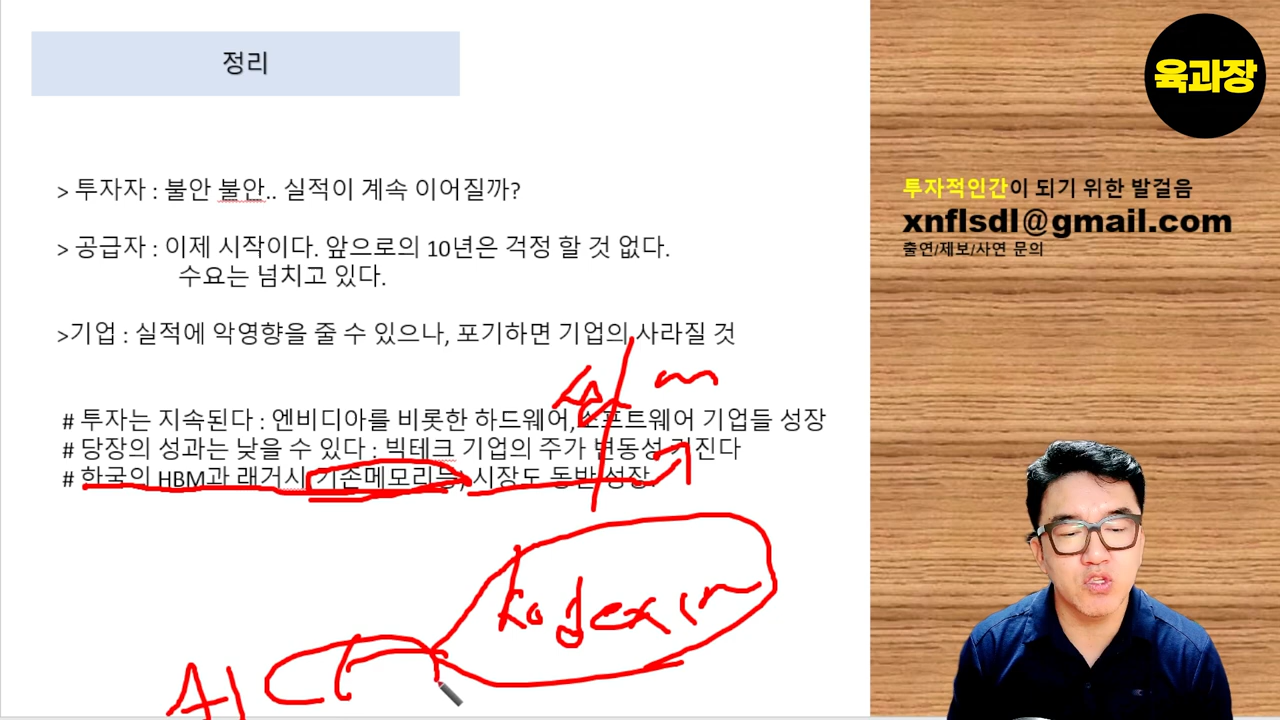 정리
> 투자자 : 불안 불안.. 실적이 계속 이어질까?
> 공급자 : 이제 시작이다. 앞으로의 10년은 걱정 할 것 없다.
수요는 넘치고 있다.
>기업 : 실적에 악영향을 줄 수 있으나, 포기하면 기업의 사라질 것
# 투자는 지속된다 : 엔비디아를 비롯한 하드웨어, 소프트웨어 기업들 성장
# 당장의 성과는 낮을 수 있다 : 빅테크 기업의 주가 변동성 커진다
# 한국의 HBM과 래거시 기존메모리등, 시장도 동반 성장.
kodex
AI
육과장
투자적인간이 되기 위한 발걸음
xnflsdl@gmail.com
출연/제보/사연 문의